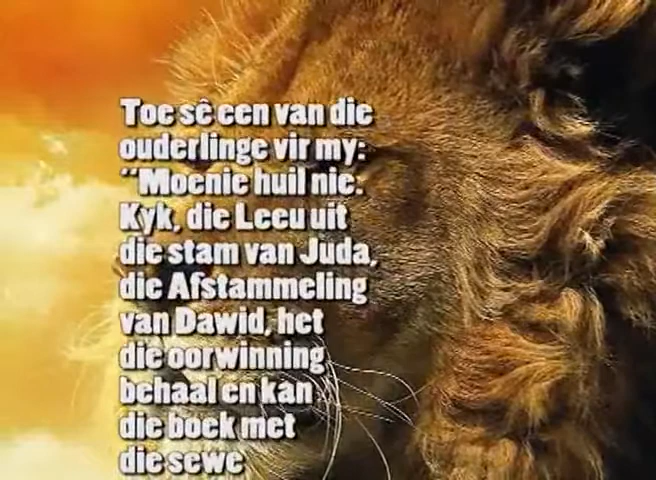 Toe sê een van die
ouderlinge vir my:
"Moenie huil nie.
Kyk, die Leeu uit
die stam van Juda,
die Afstammeling
van Dawid, het
die oorwinning
behaal en kan
die boek met
die sewe